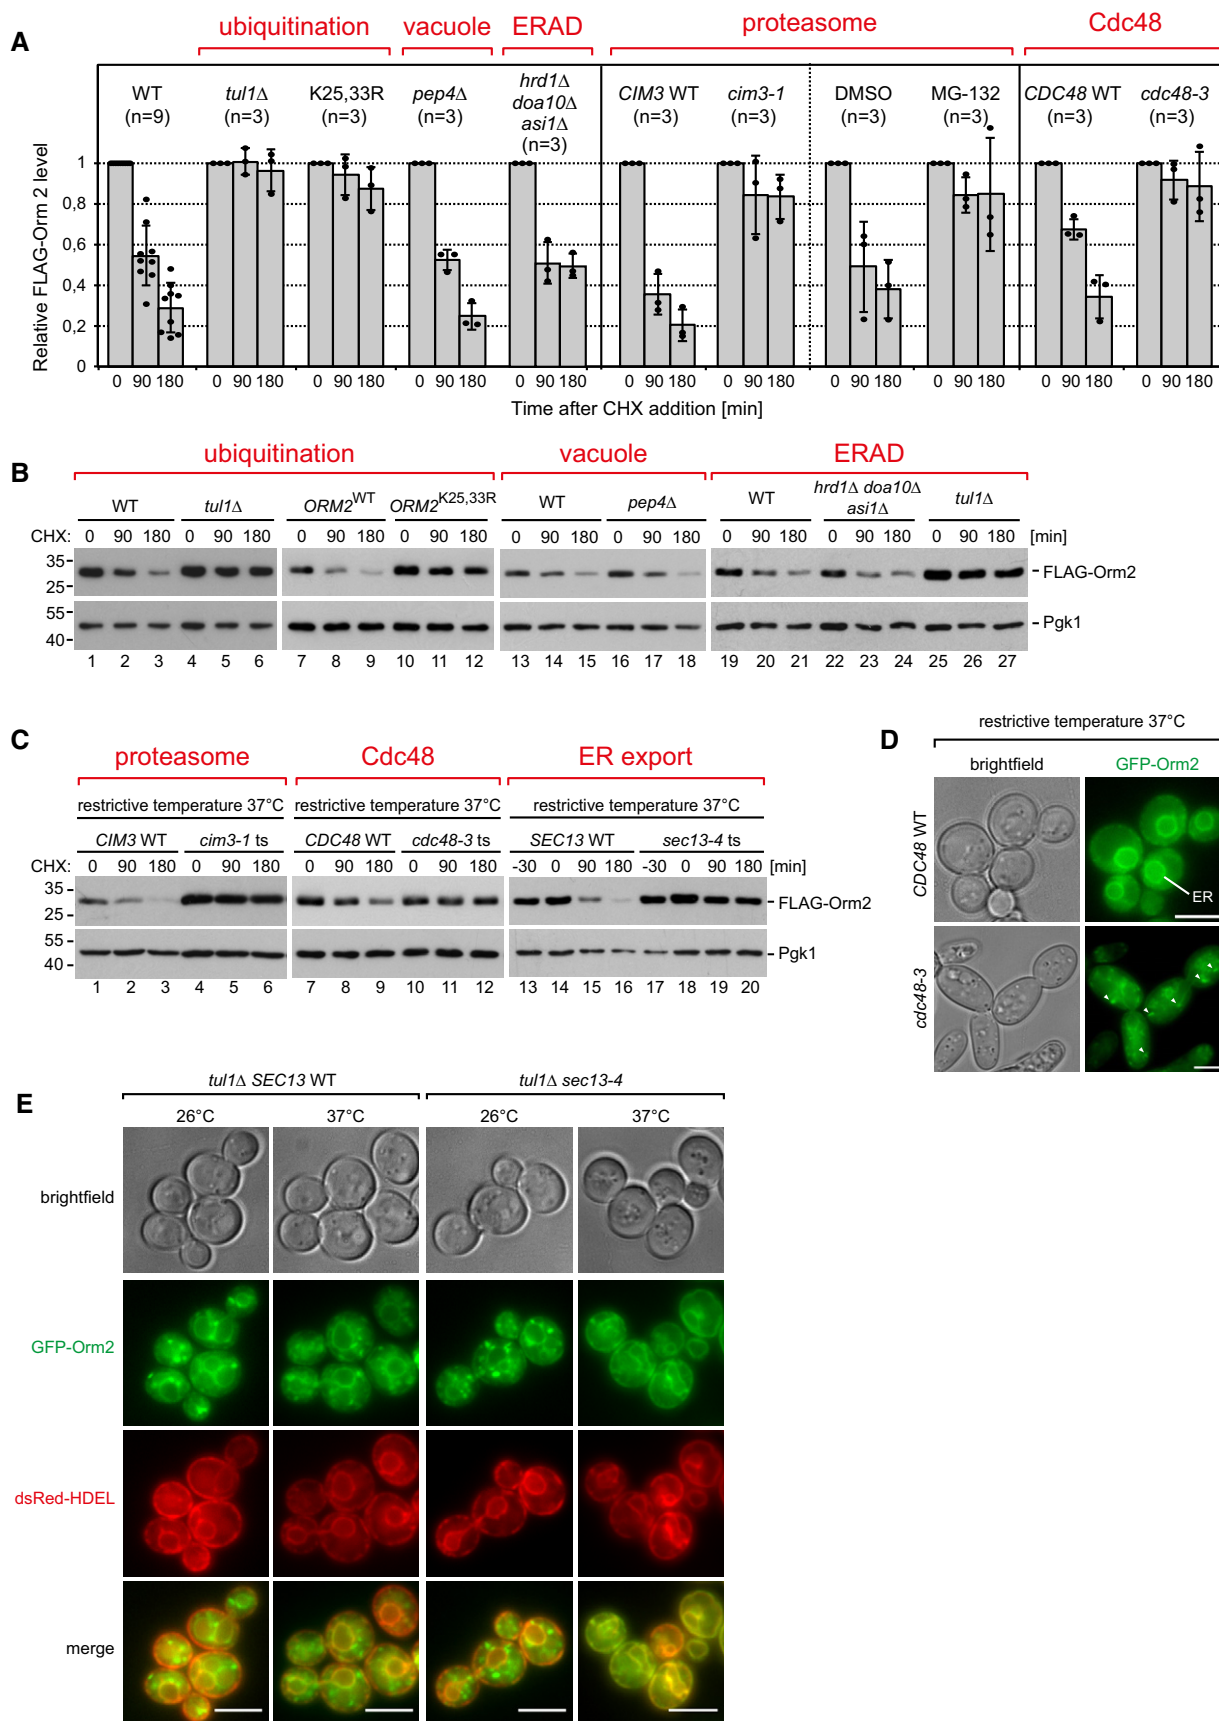 A
ubiquitination vacuole ERAD proteasome Cdc48
WT (n=9)
tul1Δ (n=3)
K25,33R (n=3)
pep4Δ (n=3)
hrd1Δ doa10Δ asi1Δ (n=3)
CIM3 WT (n=3)
cim3-1 (n=3)
DMSO (n=3)
MG-132 (n=3)
CDC48 WT (n=3)
cdc48-3 (n=3)
Relative FLAG-Orm 2 level
1
0,8
0,6
0,4
0,2
0
0 90 180 0 90 180 0 90 180 0 90 180 0 90 180 0 90 180 0 90 180 0 90 180 0 90 180 0 90 180 0 90 180
Time after CHX addition [min]
B
ubiquitination vacuole ERAD
WT tul1Δ ORM2WT ORM2K25,33R WT pep4Δ WT hrd1Δ doa10Δ asi1Δ tul1Δ
CHX: 0 90 180 0 90 180 0 90 180 0 90 180 0 90 180 0 90 180 0 90 180 0 90 180 0 90 180 [min]
35
25
FLAG-Orm2
55
40
Pgk1
1 2 3 4 5 6 7 8 9 10 11 12 13 14 15 16 17 18 19 20 21 22 23 24 25 26 27
C
proteasome Cdc48 ER export
restrictive temperature 37°C restrictive temperature 37°C restrictive temperature 37°C
CIM3 WT cim3-1 ts CDC48 WT cdc48-3 ts SEC13 WT sec13-4 ts
CHX: 0 90 180 0 90 180 0 90 180 0 90 180 -30 0 90 180 -30 0 90 180 [min]
35
25
FLAG-Orm2
55
40
Pgk1
1 2 3 4 5 6 7 8 9 10 11 12 13 14 15 16 17 18 19 20
D
restrictive temperature 37°C
brightfield GFP-Orm2
CDC48 WT
ER
cdc48-3
E
tul1Δ SEC13 WT tul1Δ sec13-4
26°C 37°C 26°C 37°C
brightfield
GFP-Orm2
dsRed-HDEL
merge